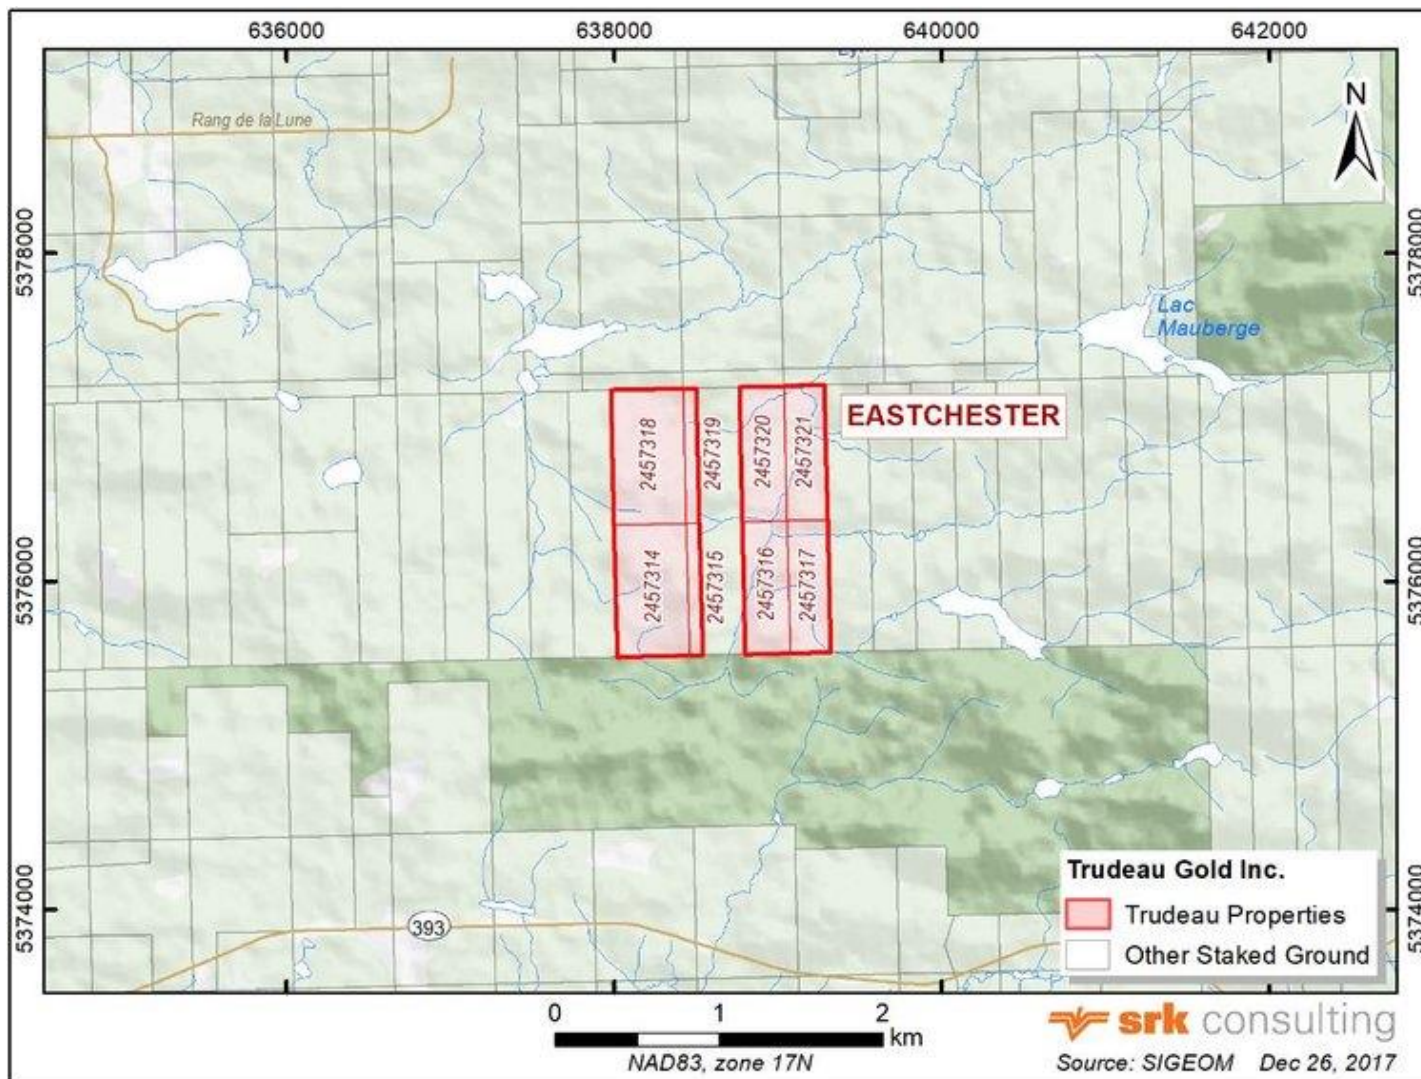 636000
638000
640000
642000
N
Rang de la Lune
5378000
5378000
Lac
Mauberge
EASTCHESTER
2457318
2457319
2457320
2457321
2457314
2457315
2457316
2457317
5376000
5376000
5374000
5374000
393
Trudeau Gold Inc.
Trudeau Properties
Other Staked Ground
0
1
2
km
NAD83, zone 17N
srk consulting
Source: SIGEOM Dec 26, 2017